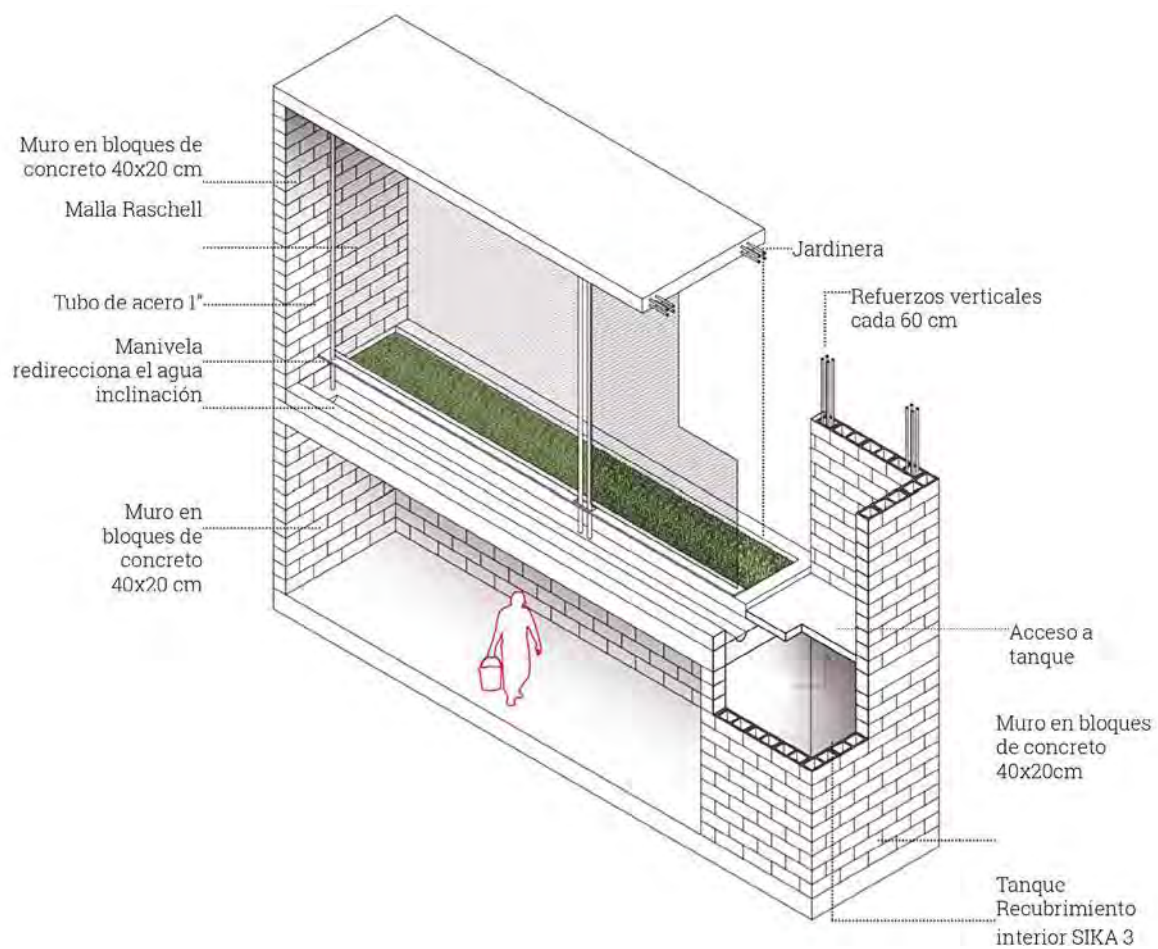 Muro en bloques de
concreto 40x20 cm
Malla Raschell
Tubo de acero 1"
Manivela
redirecciona el agua
inclinación
Muro en
bloques de
concreto
40x20 cm
Jardinera
Refuerzos verticales
cada 60 cm
Acceso a
tanque
Muro en bloques
de concreto
40x20cm
Tanque
Recubrimiento
interior SIKA 3